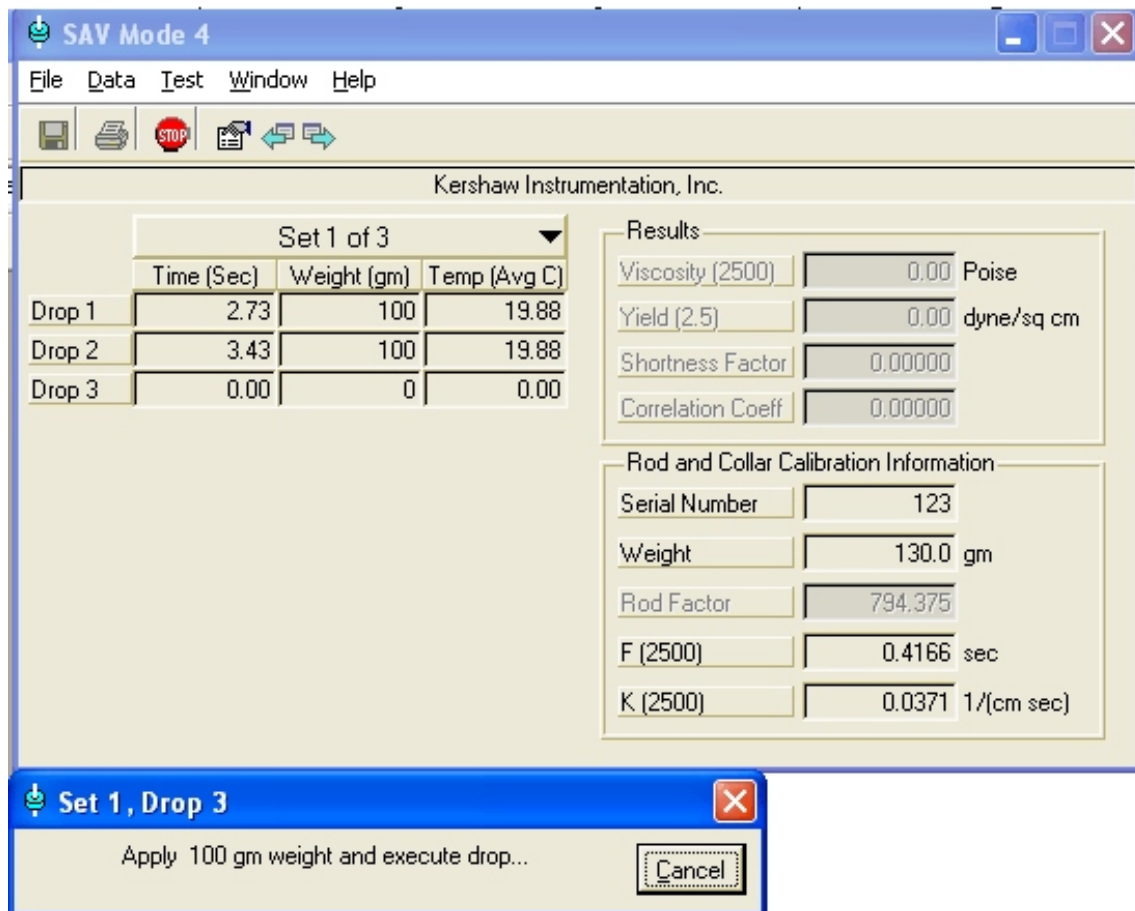 SAV Mode 4
File Data Test Window Help
STOP
Kershaw Instrumentation, Inc.
Set 1 of 3
Time (Sec) Weight (gm) Temp (Avg C)
Drop 1 2.73 100 19.88
Drop 2 3.43 100 19.88
Drop 3 0.00 0 0.00
Results
Viscosity (2500) 0.00 Poise
Yield (2.5) 0.00 dyne/sq cm
Shortness Factor 0.00000
Correlation Coeff 0.00000
Rod and Collar Calibration Information
Serial Number 123
Weight 130.0 gm
Rod Factor 794.375
F (2500) 0.4166 sec
K (2500) 0.0371 1/(cm sec)
Set 1, Drop 3
Apply 100 gm weight and execute drop...
Cancel